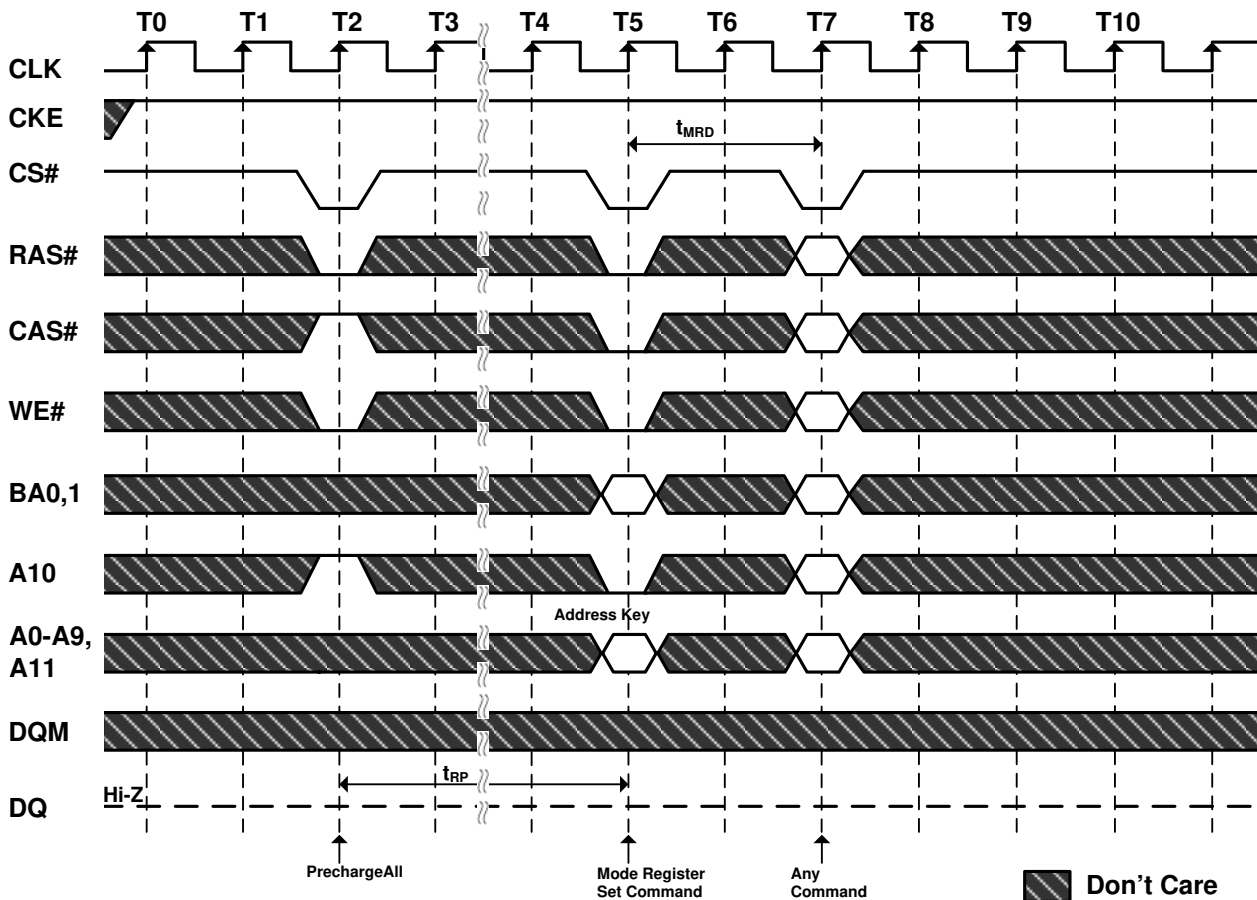 T0 T1 T2 T3 T4 T5 T6 T7 T8 T9 T10
CLK
CKE
tMRD
CS#
RAS#
CAS#
WE#
BA0,1
A10
Address Key
A0-A9,
A11
DQM
tRP
Hi-Z
DQ
PrechargeAll
Mode Register
Set Command
Any
Command
Don't Care